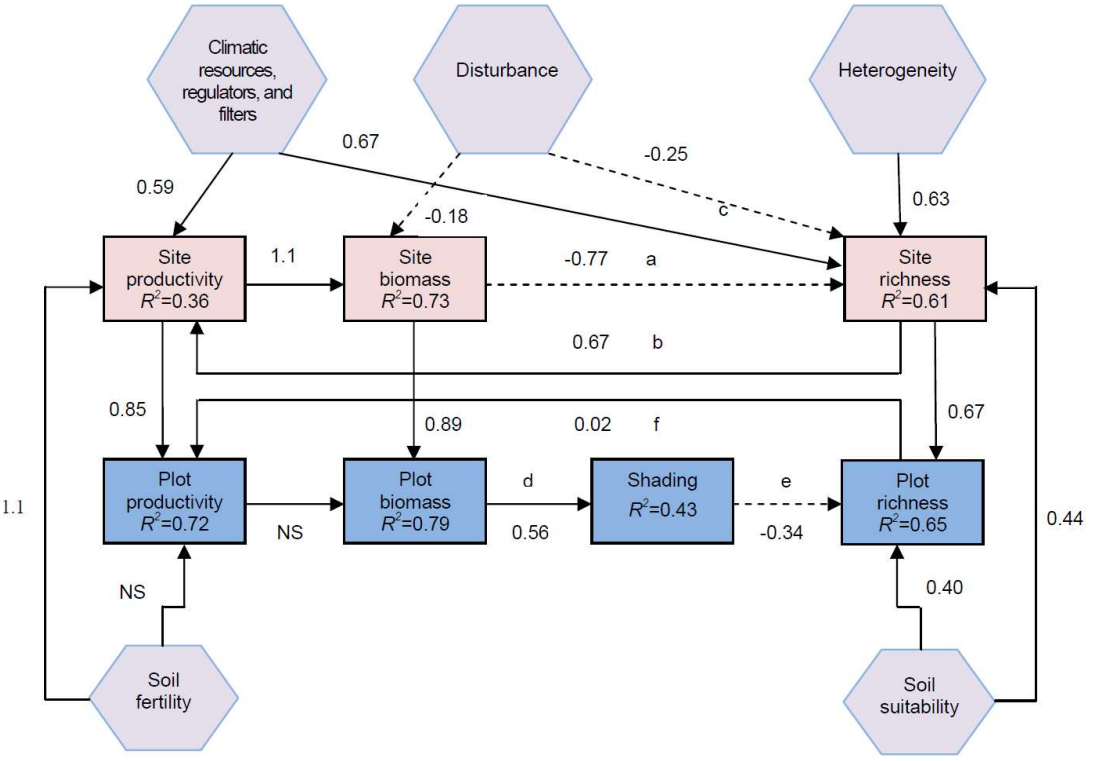 Climatic
resources,
regulators, and
filters
Disturbance
Heterogeneity
0.67
-0.25
0.59
-0.18
c
0.63
Site
productivity
R²=0.36
1.1
Site
biomass
R²=0.73
-0.77 a
Site
richness
R²=0.61
0.67 b
0.85
0.89
0.02 f
0.67
Plot
productivity
R²=0.72
NS
Plot
biomass
R²=0.79
d
0.56
Shading
R²=0.43
e
-0.34
Plot
richness
R²=0.65
1.1
0.44
NS
0.40
Soil
fertility
Soil
suitability